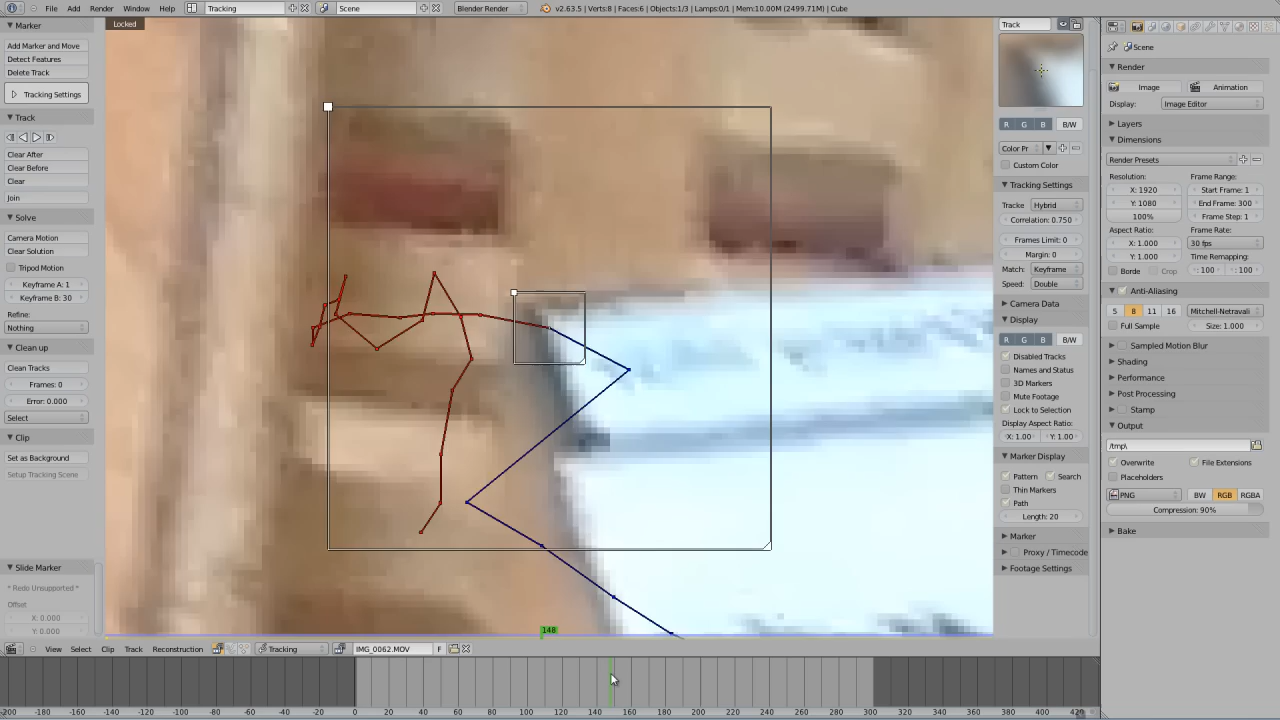 File Add Render Window Help Tracking Scene Blender Render v2.63.5 | Verts:8 | Faces:6 | Objects:1/3 | Lamps:0/1 | Mem:10.00M (2499.71M) | Cube
Marker
Add Marker and Move
Detect Features
Delete Track
Tracking Settings
Track
Clear After
Clear Before
Clear
Join
Solve
Camera Motion
Clear Solution
Tripod Motion
Keyframe A: 1
Keyframe B: 30
Refine:
Nothing
Clean up
Clean Tracks
Frames: 0
Error: 0.000
Select
Clip
Set as Background
Setup Tracking Scene
Slide Marker
* Redo Unsupported *
Offset
X: 0.000
Y: 0.000
Locked
148
View Select Clip Track Reconstruction Tracking IMG_0062.MOV F
-200 -180 -160 -140 -120 -100 -80 -60 -40 -20 0 20 40 60 80 100 120 140 160 180 200 220 240 260 280 300 320 340 360 380 400 420
Track
R G B B/W
Color Pr
Custom Color
Tracking Settings
Tracke Hybrid
Correlation: 0.750
Frames Limit: 0
Margin: 0
Match: Keyframe
Speed: Double
Camera Data
Display
R G B B/W
Disabled Tracks
Names and Status
3D Markers
Mute Footage
Lock to Selection
Display Aspect Ratio:
X: 1.00 Y: 1.00
Marker Display
Pattern Search
Thin Markers
Path
Length: 20
Marker
Proxy / Timecode
Footage Settings
Scene
Render
Image Animation
Display: Image Editor
Layers
Dimensions
Render Presets
Resolution: Frame Range:
X: 1920 Start Frame: 1
Y: 1080 End Frame: 300
100% Frame Step: 1
Aspect Ratio: Frame Rate:
X: 1.000 30 fps
Y: 1.000 Time Remapping:
Borde Crop : 100 : 100
Anti-Aliasing
5 8 11 16 Mitchell-Netravali
Full Sample Size: 1.000
Sampled Motion Blur
Shading
Performance
Post Processing
Stamp
Output
/tmp\
Overwrite File Extensions
Placeholders
PNG BW RGB RGBA
Compression: 90%
Bake